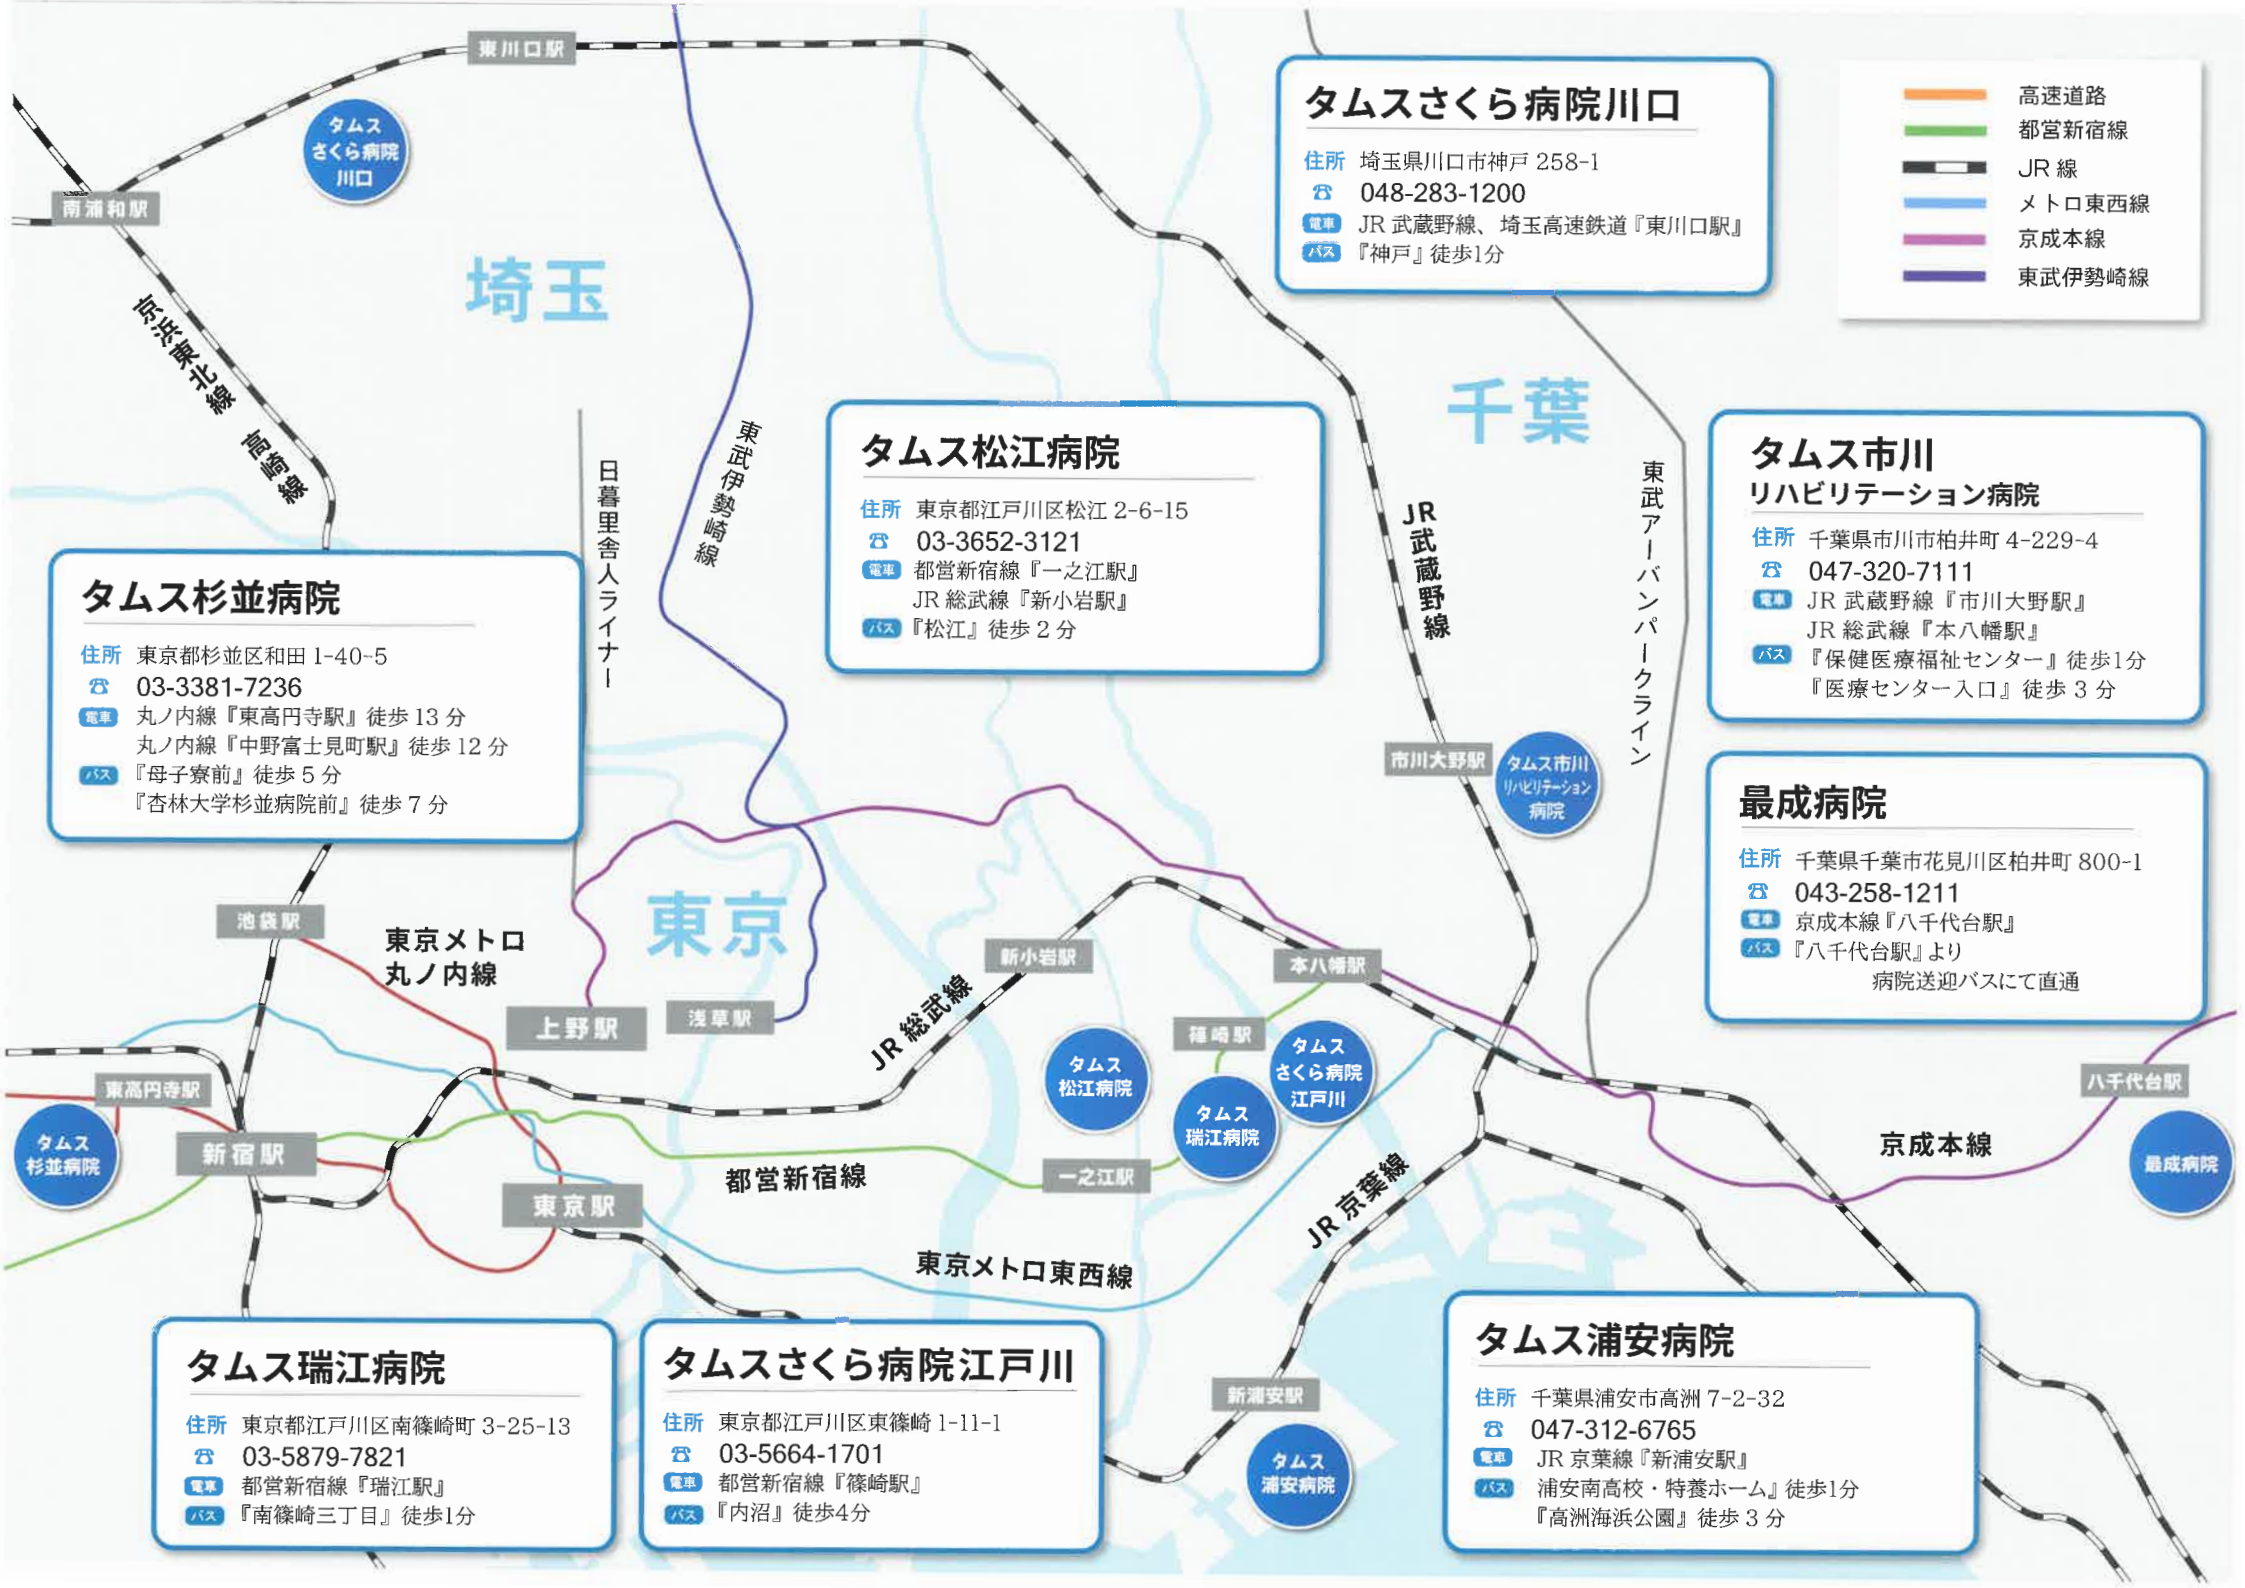 東川口駅
タムス
さくら病院
川口
南浦和駅
埼玉
京浜東北線
高崎線
日暮里舎人ライナー
東武伊勢崎線
タムスさくら病院川口
住所 埼玉県川口市神戸 258-1
☎ 048-283-1200
電車 JR 武蔵野線、埼玉高速鉄道『東川口駅』
バス 『神戸』徒歩1分
高速道路
都営新宿線
JR 線
メトロ東西線
京成本線
東武伊勢崎線
千葉
JR武蔵野線
東武アーバンパークライン
タムス松江病院
住所 東京都江戸川区松江 2-6-15
☎ 03-3652-3121
電車 都営新宿線『一之江駅』
JR 総武線『新小岩駅』
バス 『松江』徒歩 2 分
タムス市川
リハビリテーション病院
住所 千葉県市川市柏井町 4-229-4
☎ 047-320-7111
電車 JR 武蔵野線『市川大野駅』
JR 総武線『本八幡駅』
バス 『保健医療福祉センター』徒歩1分
『医療センター入口』徒歩 3 分
タムス杉並病院
住所 東京都杉並区和田 1-40-5
☎ 03-3381-7236
電車 丸ノ内線『東高円寺駅』徒歩 13 分
丸ノ内線『中野富士見町駅』徒歩 12 分
バス 『母子寮前』徒歩 5 分
『杏林大学杉並病院前』徒歩 7 分
市川大野駅
タムス市川
リハビリテーション
病院
最成病院
住所 千葉県千葉市花見川区柏井町 800-1
☎ 043-258-1211
電車 京成本線『八千代台駅』
バス 『八千代台駅』より
病院送迎バスにて直通
池袋駅
東京メトロ
丸ノ内線
東京
上野駅
浅草駅
JR 総武線
新小岩駅
本八幡駅
篠崎駅
タムス
松江病院
タムス
さくら病院
江戸川
タムス
瑞江病院
一之江駅
東高円寺駅
タムス
杉並病院
新宿駅
東京駅
都営新宿線
東京メトロ東西線
JR 京葉線
京成本線
八千代台駅
最成病院
タムス瑞江病院
住所 東京都江戸川区南篠崎町 3-25-13
☎ 03-5879-7821
電車 都営新宿線『瑞江駅』
バス 『南篠崎三丁目』徒歩1分
タムスさくら病院江戸川
住所 東京都江戸川区東篠崎 1-11-1
☎ 03-5664-1701
電車 都営新宿線『篠崎駅』
バス 『内沼』徒歩4分
新浦安駅
タムス
浦安病院
タムス浦安病院
住所 千葉県浦安市高洲 7-2-32
☎ 047-312-6765
電車 JR 京葉線『新浦安駅』
バス 浦安南高校・特養ホーム』徒歩1分
『高洲海浜公園』徒歩 3 分